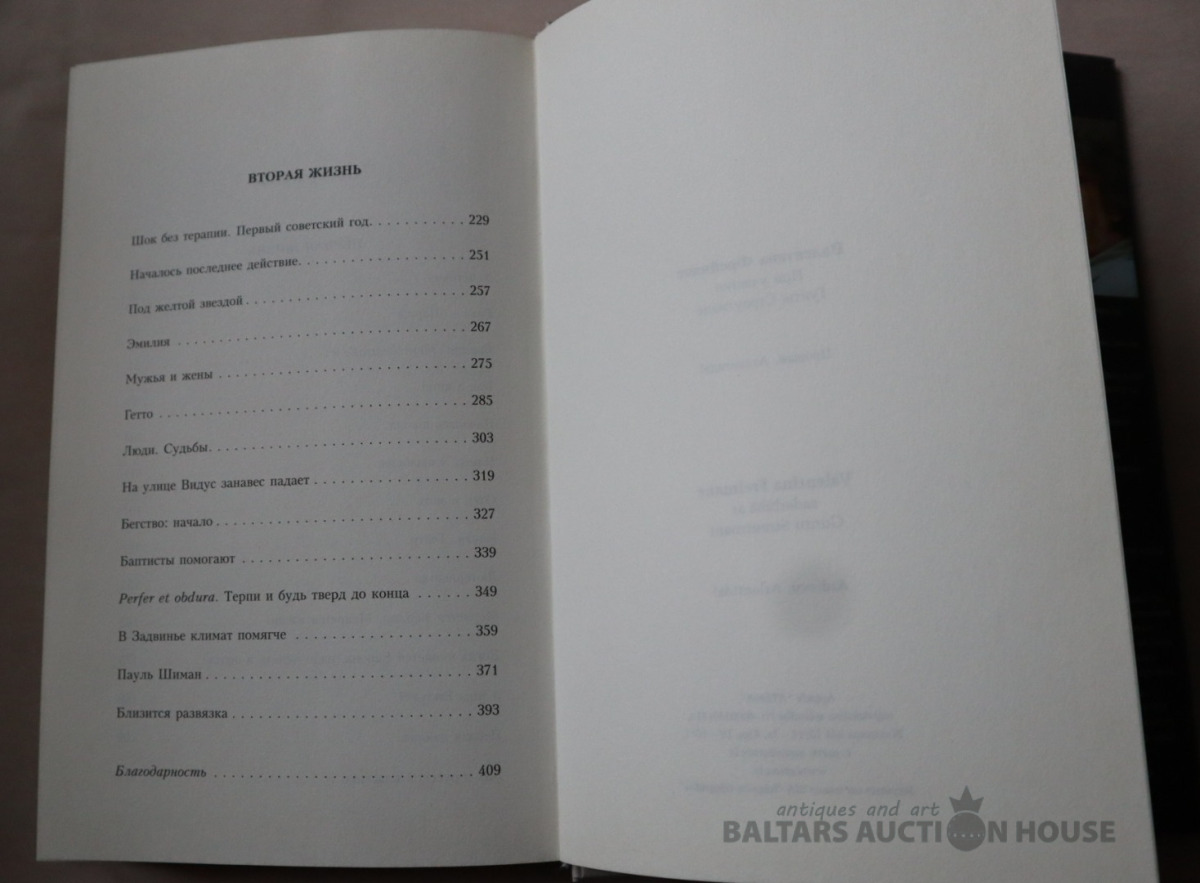 ВТОРАЯ ЖИЗНЬ
Шок без терапии. Первый советский год. . . . . . . . . . . 229
Началось последнее действие. . . . . . . . . . . . . . . . . . . . 251
Под желтой звездой . . . . . . . . . . . . . . . . . . . . . . . . . . . 257
Эмилия . . . . . . . . . . . . . . . . . . . . . . . . . . . . . . . . . . . 267
Мужья и жены . . . . . . . . . . . . . . . . . . . . . . . . . . . . . . 275
Гетто . . . . . . . . . . . . . . . . . . . . . . . . . . . . . . . . . . . . . 285
Люди. Судьбы. . . . . . . . . . . . . . . . . . . . . . . . . . . . . . . 303
На улице Видус занавес падает . . . . . . . . . . . . . . . . . . 319
Бегство: начало . . . . . . . . . . . . . . . . . . . . . . . . . . . . . . 327
Баптисты помогают . . . . . . . . . . . . . . . . . . . . . . . . . . . 339
Perfer et obdura. Терпи и будь тверд до конца . . . . . . 349
В Задвинье климат помягче . . . . . . . . . . . . . . . . . . . . . 359
Пауль Шиман . . . . . . . . . . . . . . . . . . . . . . . . . . . . . . . . 371
Близится развязка . . . . . . . . . . . . . . . . . . . . . . . . . . . . 393
Благодарность . . . . . . . . . . . . . . . . . . . . . . . . . . . . . . . 409
antiques and art
BALTARS AUCTION HOUSE